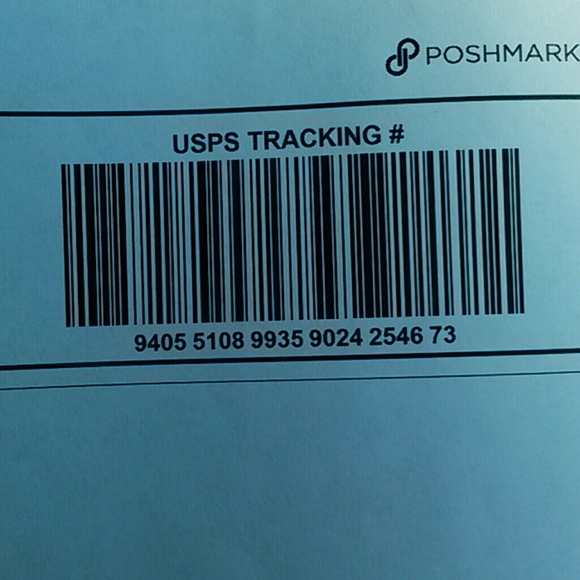 POSHMARK
USPS TRACKING #
9405 5108 9935 9024 2546 73